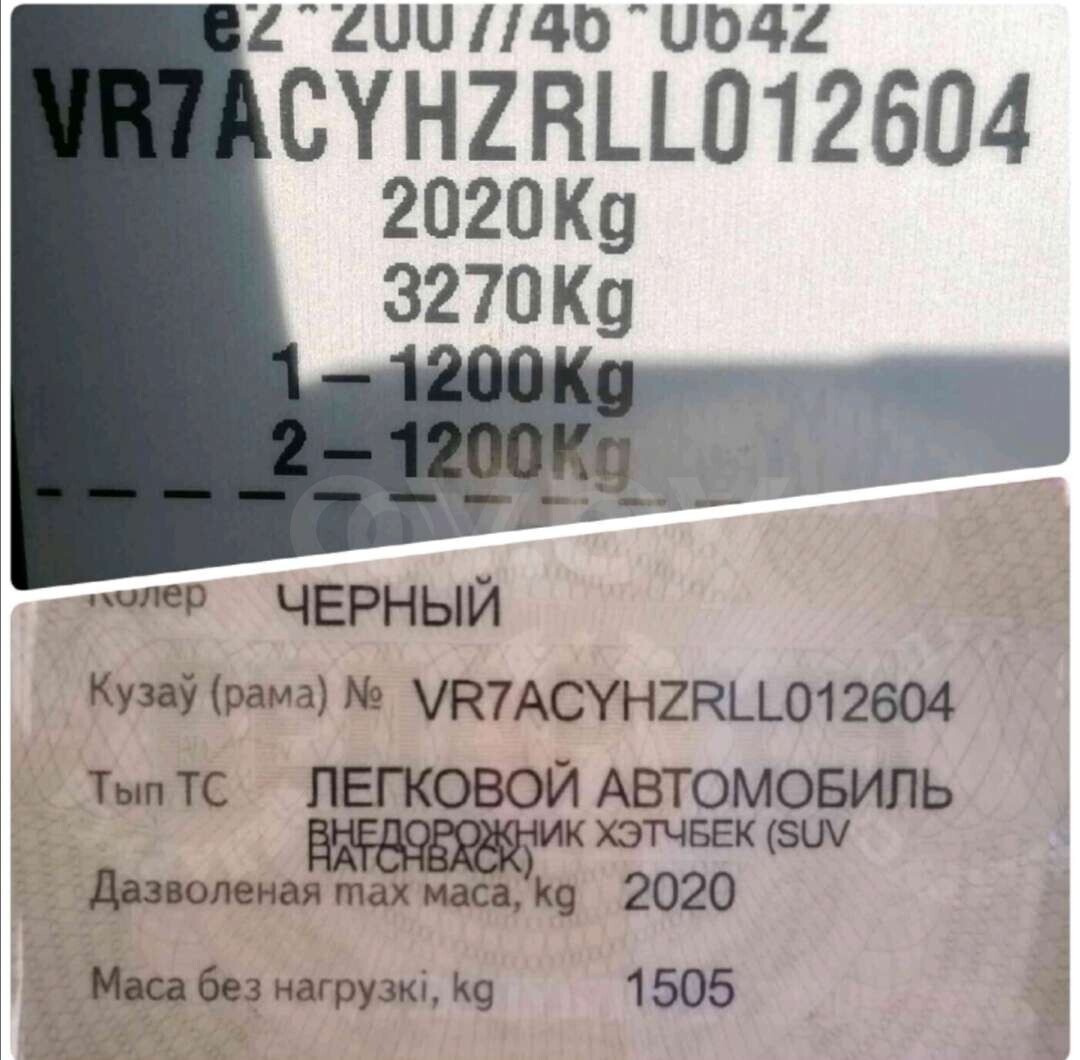 e2*2007/46*0642
VR7ACYHZRLL012604
2020Kg
3270Kg
1 – 1200Kg
2 – 1200Kg
Колер ЧЕРНЫЙ
Кузаў (рама) № VR7ACYHZRLL012604
Тып ТС ЛЕГКОВОЙ АВТОМОБИЛЬ
ВНЕДОРОЖНИК ХЭТЧБЕК (SUV
HATCHBACK)
Дазволеная max маса, kg 2020
Маса без нагрузкі, kg 1505